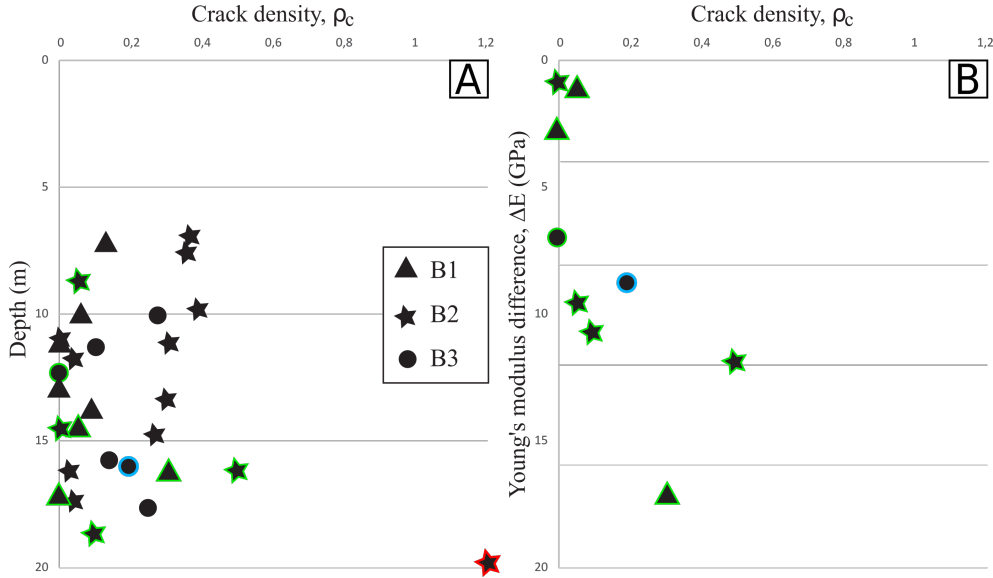 Crack density, ρc
0 0,2 0,4 0,6 0,8 1 1,2
A
Depth (m)
0
5
10
15
20
B1
B2
B3
Crack density, ρc
0 0,2 0,4 0,6 0,8 1 1,2
B
Young's modulus difference, ΔE (GPa)
0
5
10
15
20